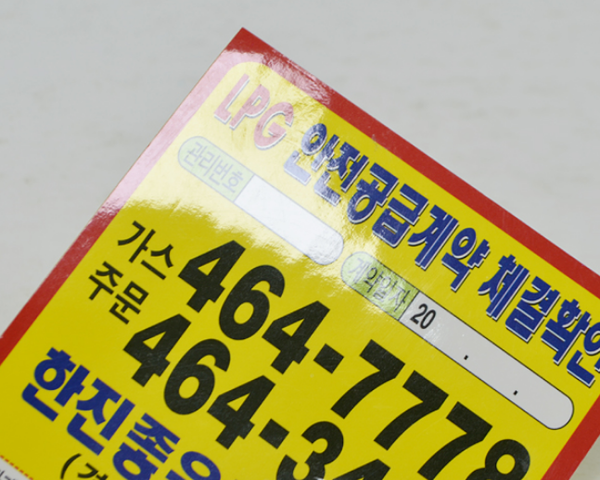 LPG 안전공급계약 체결확인
관리번호
계약일자 20 . .
가스 464-7778
주문 464-34
한진종유